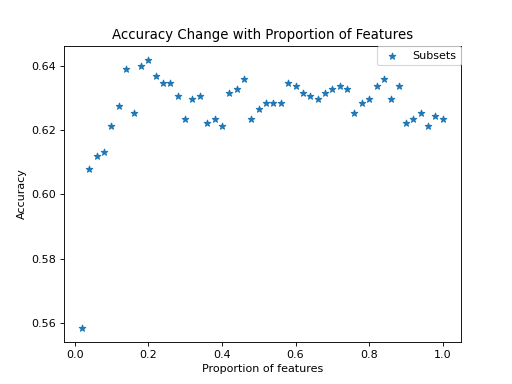 Accuracy Change with Proportion of Features
Subsets
0.64
0.62
0.60
0.58
0.56
Accuracy
0.0 0.2 0.4 0.6 0.8 1.0
Proportion of features